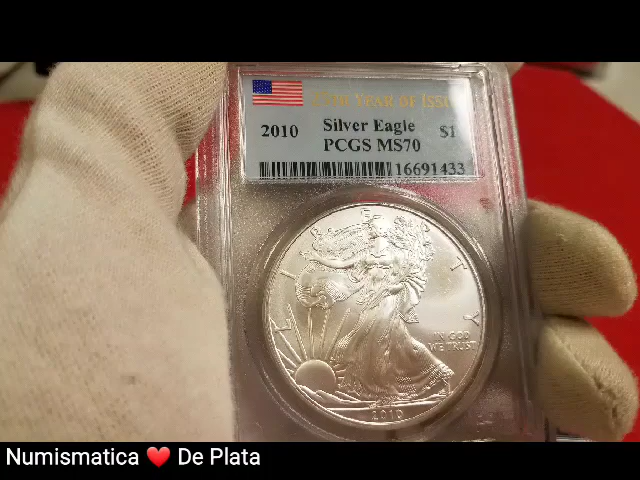 25th Year of Issue
2010 Silver Eagle $1
PCGS MS70
16691433
LIBERTY
IN GOD
WE TRUST
2010
Numismatica ❤️ De Plata